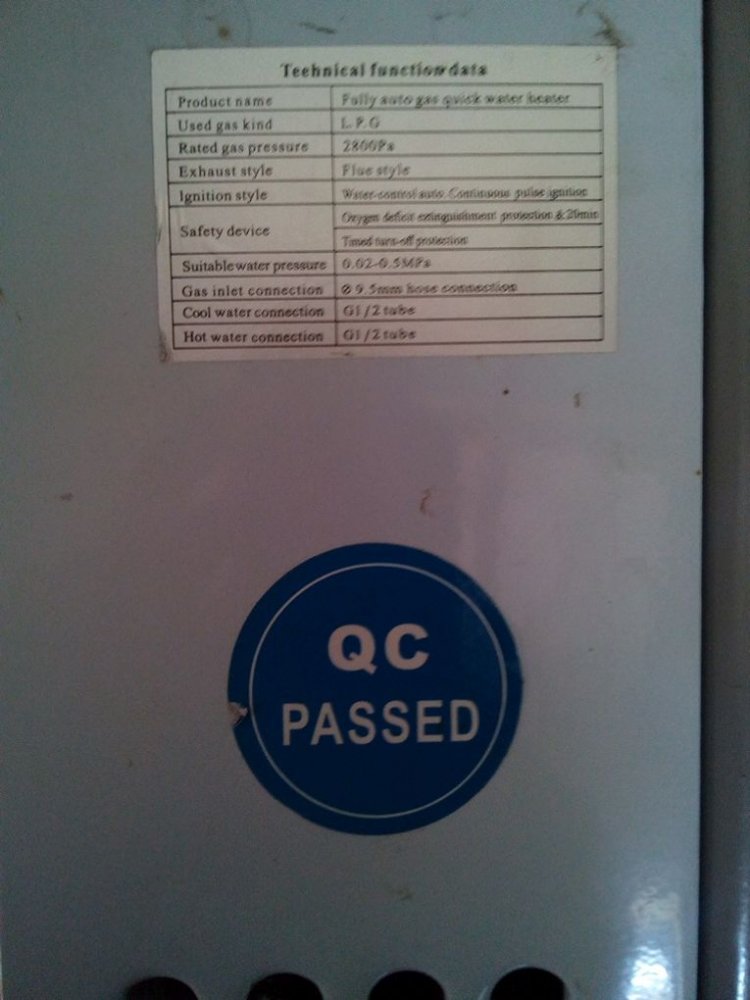 Technical function data
Product name Fully auto gas quick water heater
Used gas kind L.P.G
Rated gas pressure 2800Pa
Exhaust style Flue style
Ignition style Water-control auto. Continuous pulse ignition
Safety device Oxygen deficit extinguishment protection & 20min
Timed turn-off protection
Suitable water pressure 0.02-0.5MPa
Gas inlet connection Ø 9.5mm hose connection
Cool water connection G1/2 tube
Hot water connection G1/2 tube
QC
PASSED